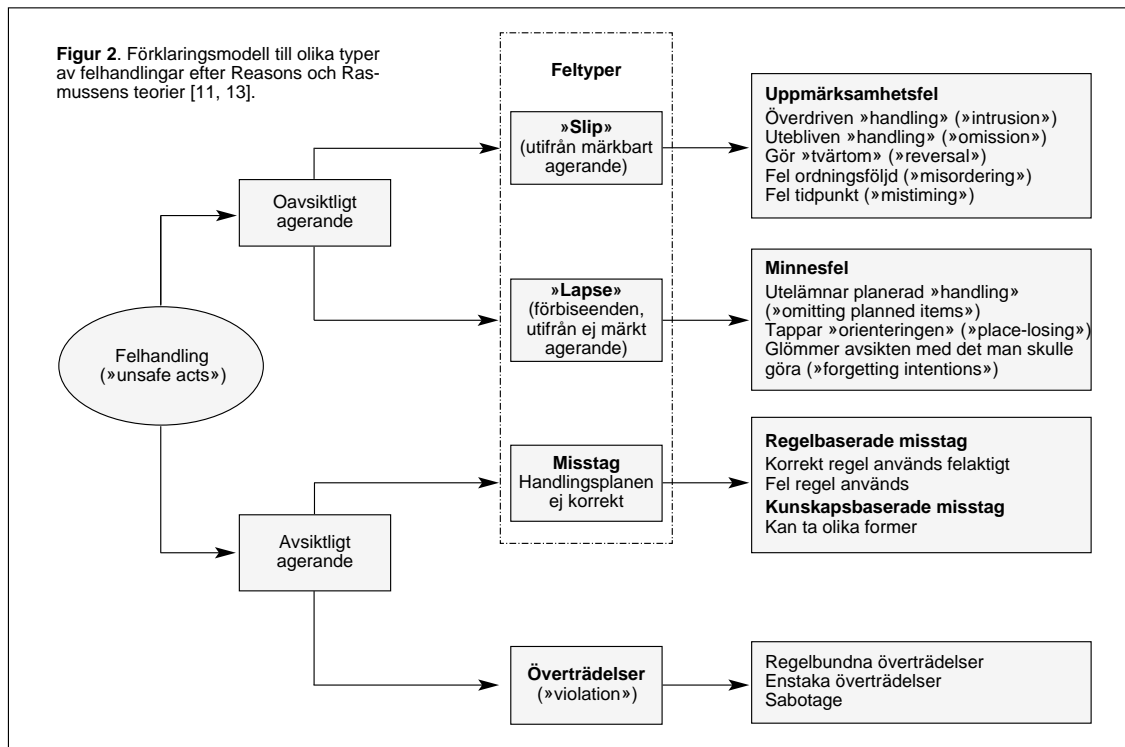 Figur 2. Förklaringsmodell till olika typer
av felhandlingar efter Reasons och Ras-
mussens teorier [11, 13].
Feltyper
Felhandling
(»unsafe acts»)
Oavsiktligt
agerande
»Slip»
(utifrån märkbart
agerande)
Uppmärksamhetsfel
Överdriven »handling» (»intrusion»)
Utebliven »handling» (»omission»)
Gör »tvärtom» (»reversal»)
Fel ordningsföljd (»misordering»)
Fel tidpunkt (»mistiming»)
»Lapse»
(förbiseenden,
utifrån ej märkt
agerande)
Minnesfel
Utelämnar planerad »handling»
(»omitting planned items»)
Tappar »orienteringen» (»place-losing»)
Glömmer avsikten med det man skulle
göra (»forgetting intentions»)
Avsiktligt
agerande
Misstag
Handlingsplanen
ej korrekt
Regelbaserade misstag
Korrekt regel används felaktigt
Fel regel används
Kunskapsbaserade misstag
Kan ta olika former
Överträdelser
(»violation»)
Regelbundna överträdelser
Enstaka överträdelser
Sabotage